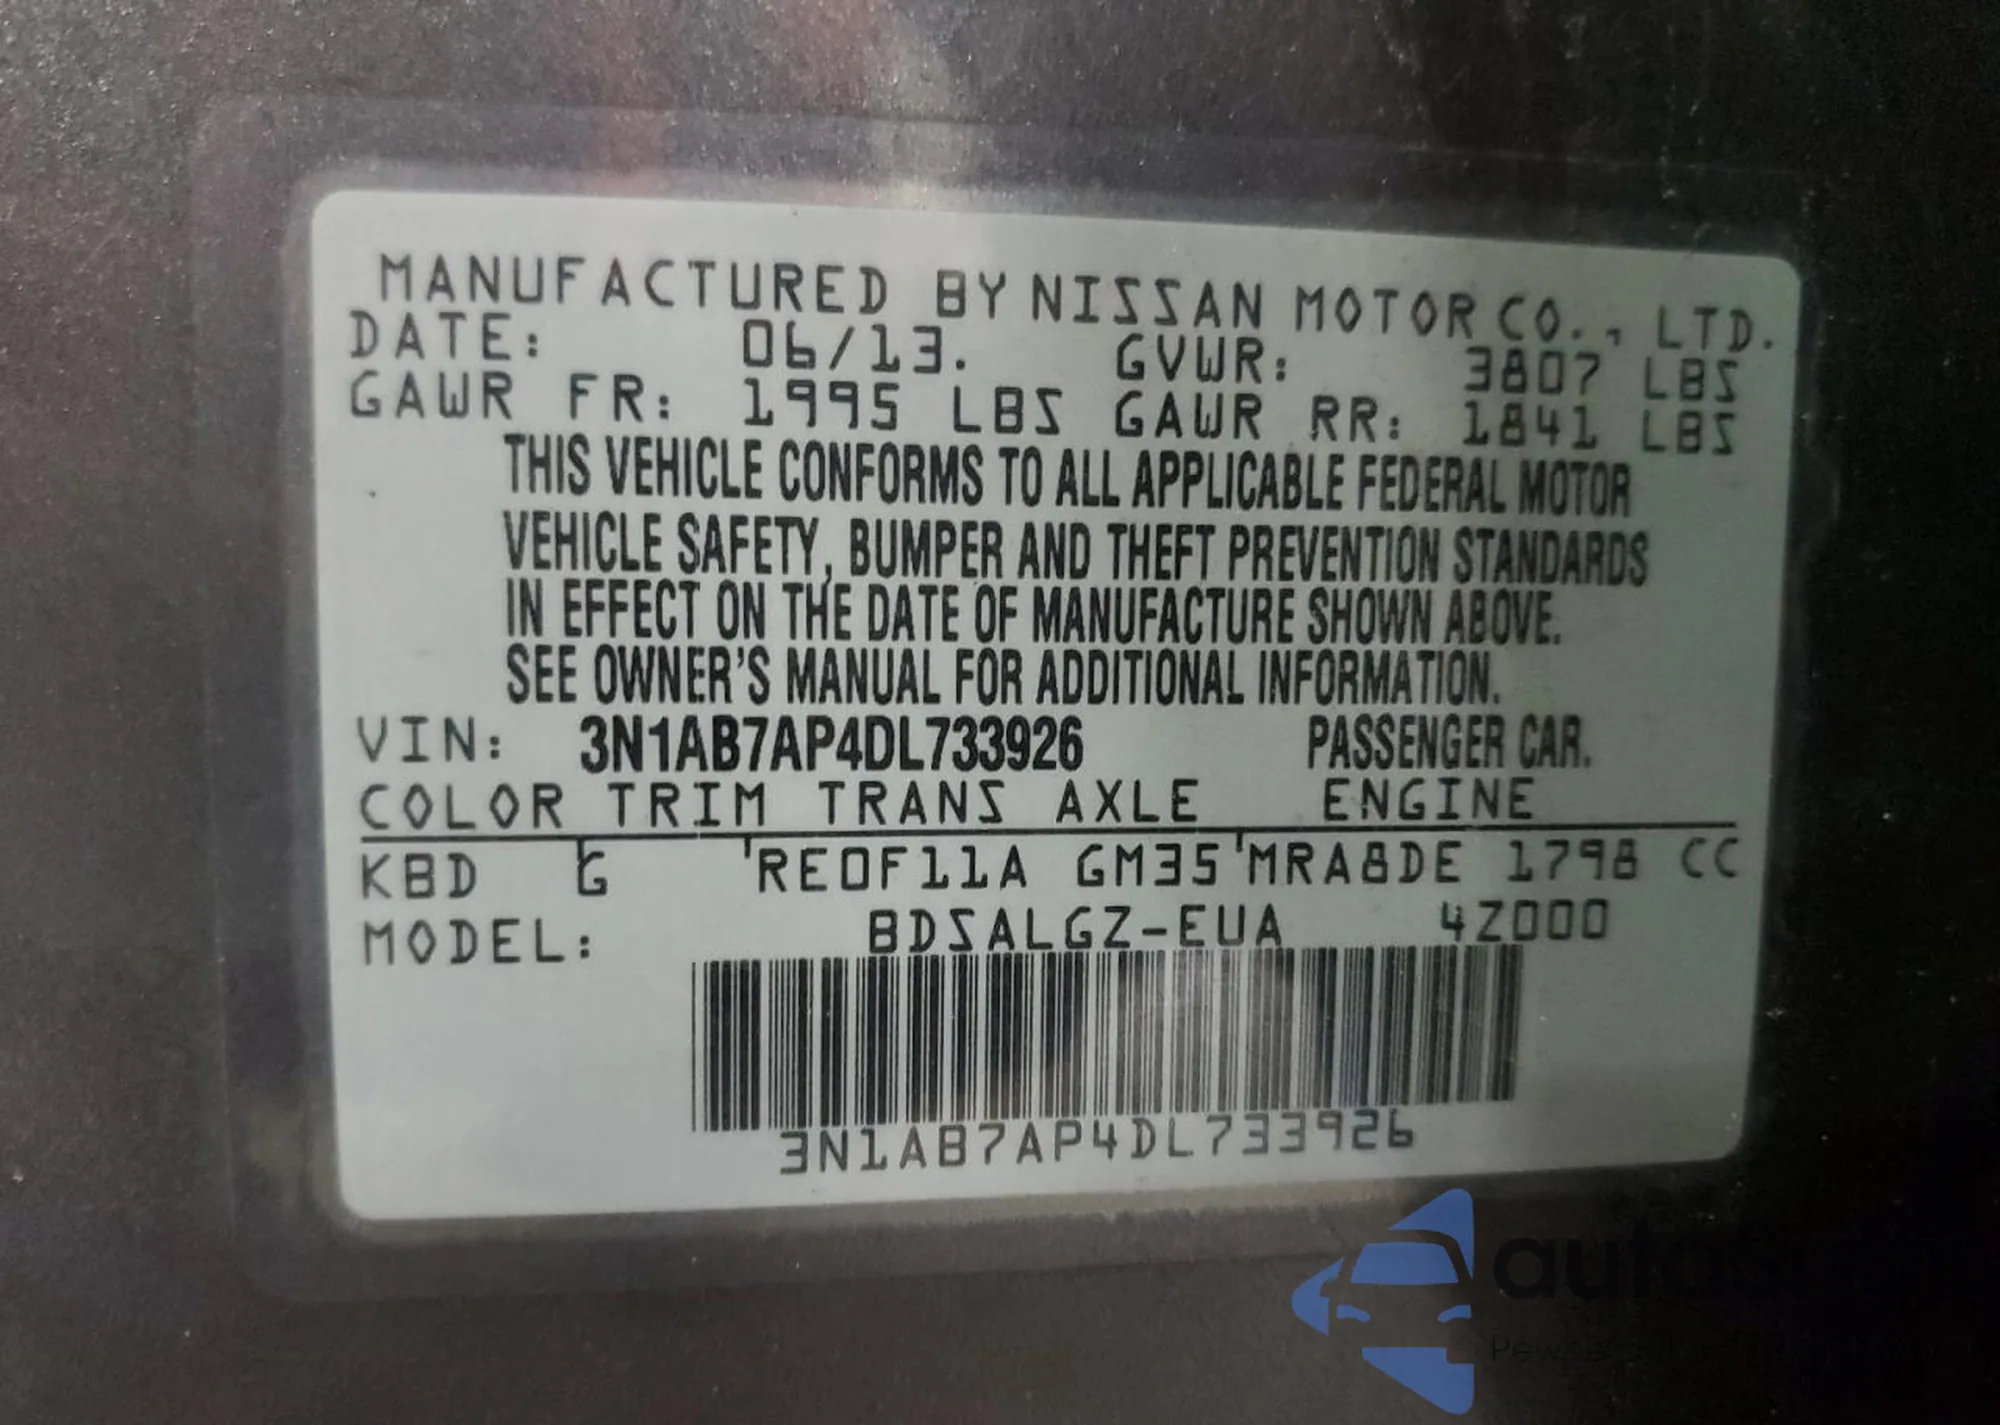 MANUFACTURED BY NISSAN MOTOR CO., LTD.
DATE: 06/13. GVWR: 3807 LBS
GAWR FR: 1995 LBS GAWR RR: 1841 LBS
THIS VEHICLE CONFORMS TO ALL APPLICABLE FEDERAL MOTOR
VEHICLE SAFETY, BUMPER AND THEFT PREVENTION STANDARDS
IN EFFECT ON THE DATE OF MANUFACTURE SHOWN ABOVE.
SEE OWNER'S MANUAL FOR ADDITIONAL INFORMATION.
VIN: 3N1AB7AP4DL733926 PASSENGER CAR.
COLOR TRIM TRANS AXLE ENGINE
KBD G RE0F11A GM35 MRA8DE 1798 CC
MODEL: BDSALGZ-EUA 4Z000
3N1AB7AP4DL733926